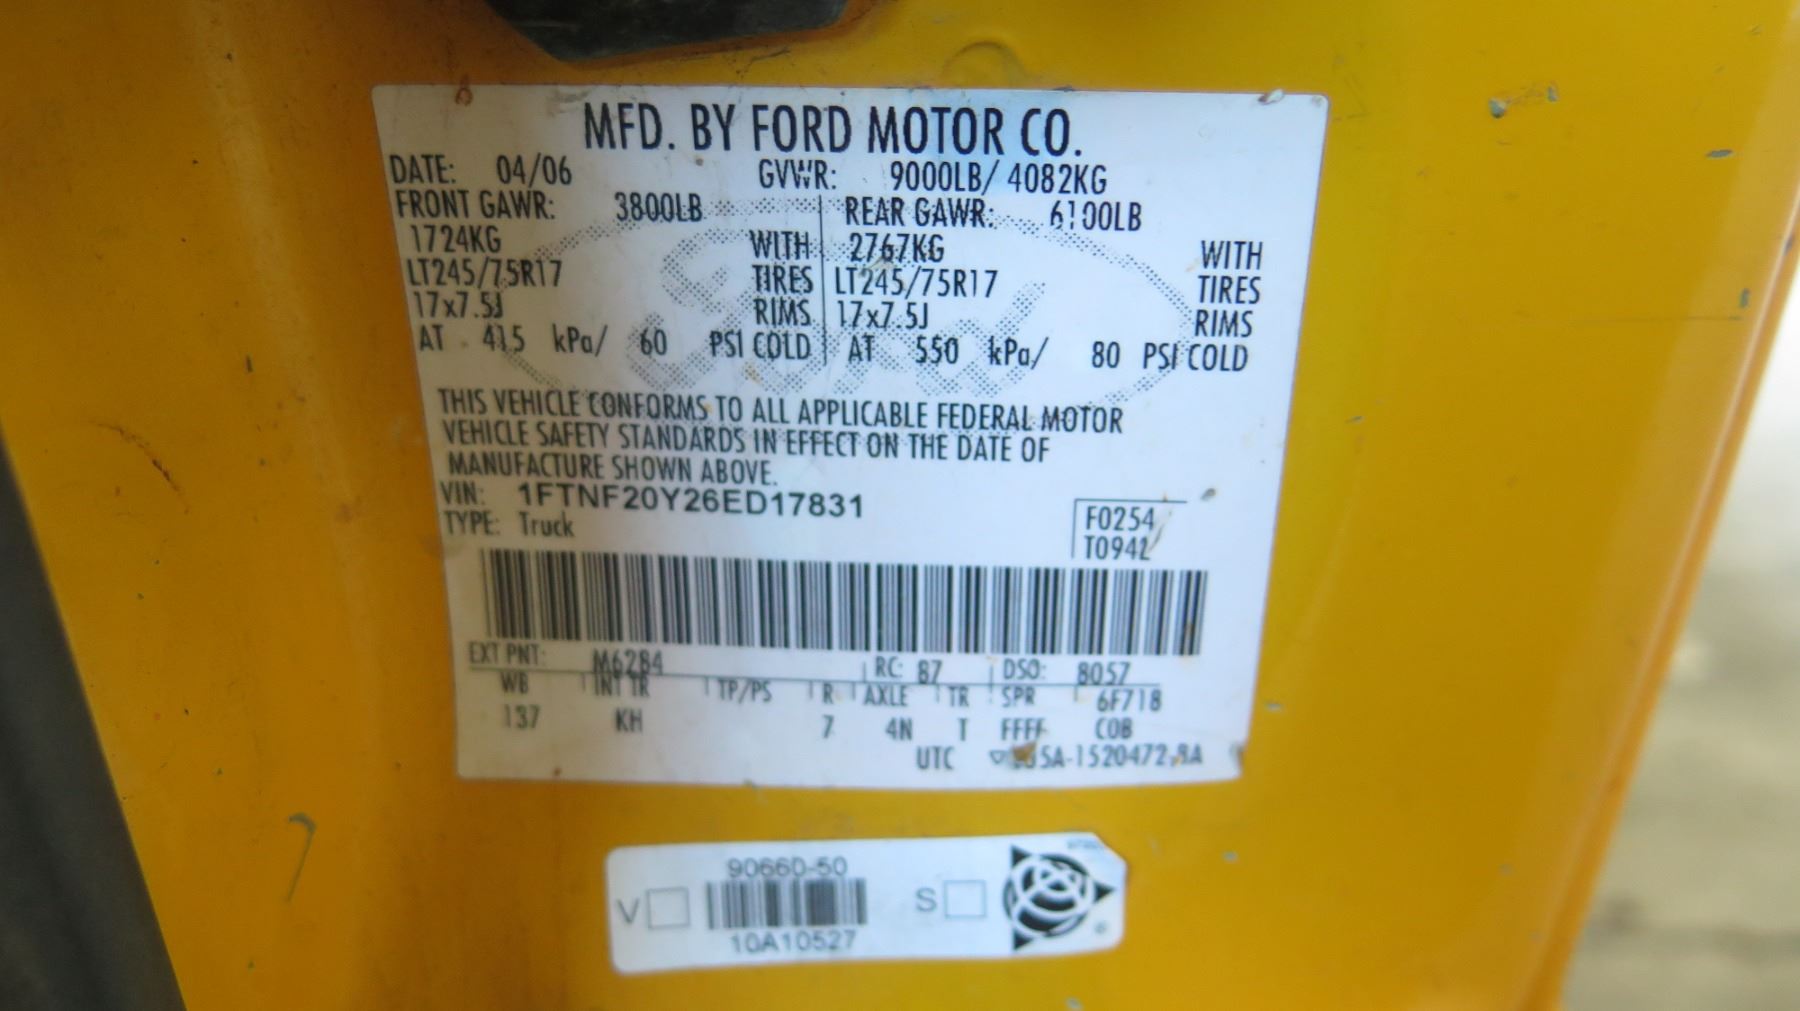 MFD. BY FORD MOTOR CO.
DATE: 04/06 GVWR: 9000LB/ 4082KG
FRONT GAWR: 3800LB REAR GAWR: 6100LB
1724KG WITH 2767KG WITH
LT245/75R17 TIRES LT245/75R17 TIRES
17x7.5J RIMS 17x7.5J RIMS
AT 415 kPa/ 60 PSI COLD AT 550 kPa/ 80 PSI COLD
Ford
THIS VEHICLE CONFORMS TO ALL APPLICABLE FEDERAL MOTOR
VEHICLE SAFETY STANDARDS IN EFFECT ON THE DATE OF
MANUFACTURE SHOWN ABOVE.
VIN: 1FTNF20Y26ED17831
TYPE: Truck
F0254
T0942
EXT PNT: M6284 RC: 87 DSO: 8057
WB INT TR TP/PS R AXLE TR SPR 6F718
137 KH 7 4N T FFFF COB
UTC
90660-50
V S
10A10527